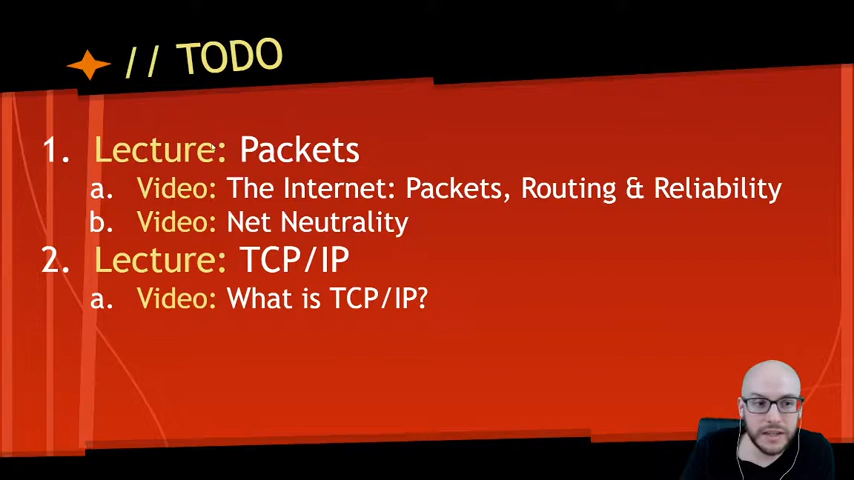 // TODO
1. Lecture: Packets
a. Video: The Internet: Packets, Routing & Reliability
b. Video: Net Neutrality
2. Lecture: TCP/IP
a. Video: What is TCP/IP?